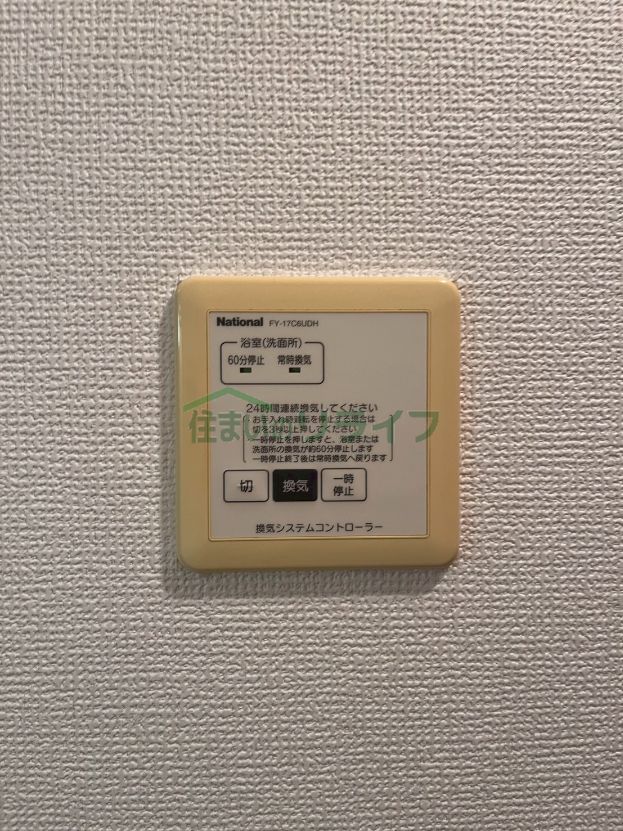 National FY-17C6UDH
浴室(洗面所)
60分停止 常時換気
24時間連続換気してください
お手入れ時運転を停止する場合は
切を3秒以上押してください
一時停止を押しますと、浴室または
洗面所の換気が約60分停止します
一時停止終了後は常時換気へ戻ります
切 換気 一時停止
換気システムコントローラー